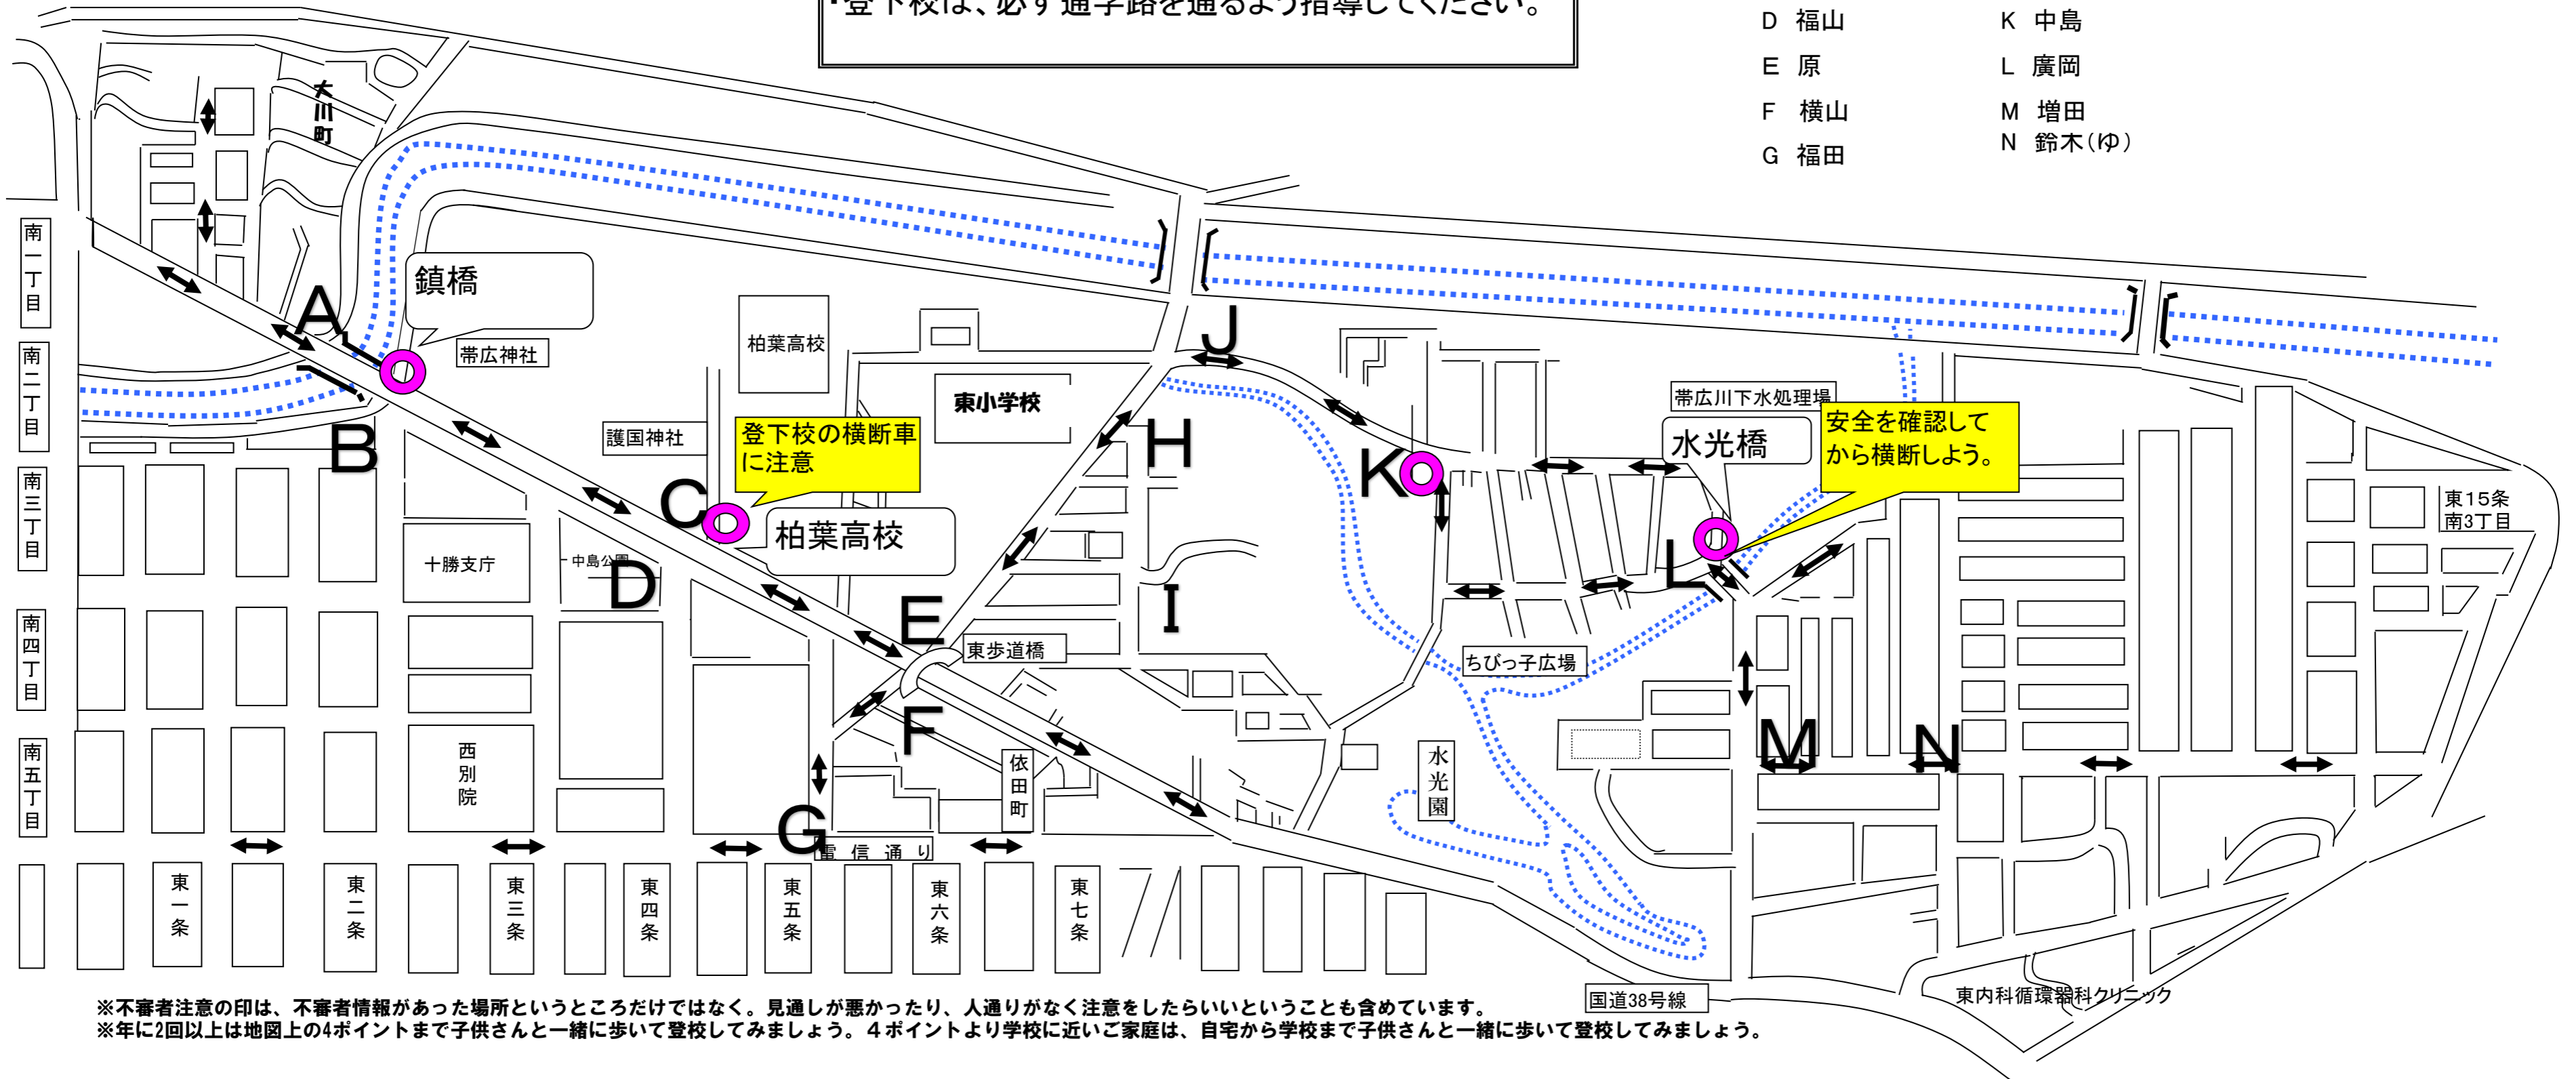 ・登下校は、必ず通学路を通るよう指導してください。
D 福山
E 原
F 横山
G 福田
K 中島
L 廣岡
M 増田
N 鈴木(ゆ)
大川町
南一丁目
南二丁目
南三丁目
南四丁目
南五丁目
A
鎮橋
帯広神社
B
柏葉高校
護国神社
登下校の横断車
に注意
C
柏葉高校
東小学校
J
H
K
帯広川下水処理場
水光橋
安全を確認して
から横断しよう。
L
東15条
南3丁目
十勝支庁
中島公園
D
E
東歩道橋
I
F
ちびっ子広場
水光園
M
N
西別院
依田町
G
電信通り
東一条
東二条
東三条
東四条
東五条
東六条
東七条
国道38号線
東内科循環器科クリニック
※不審者注意の印は、不審者情報があった場所というところだけではなく。見通しが悪かったり、人通りがなく注意をしたらいいということも含めています。
※年に2回以上は地図上の4ポイントまで子供さんと一緒に歩いて登校してみましょう。４ポイントより学校に近いご家庭は、自宅から学校まで子供さんと一緒に歩いて登校してみましょう。